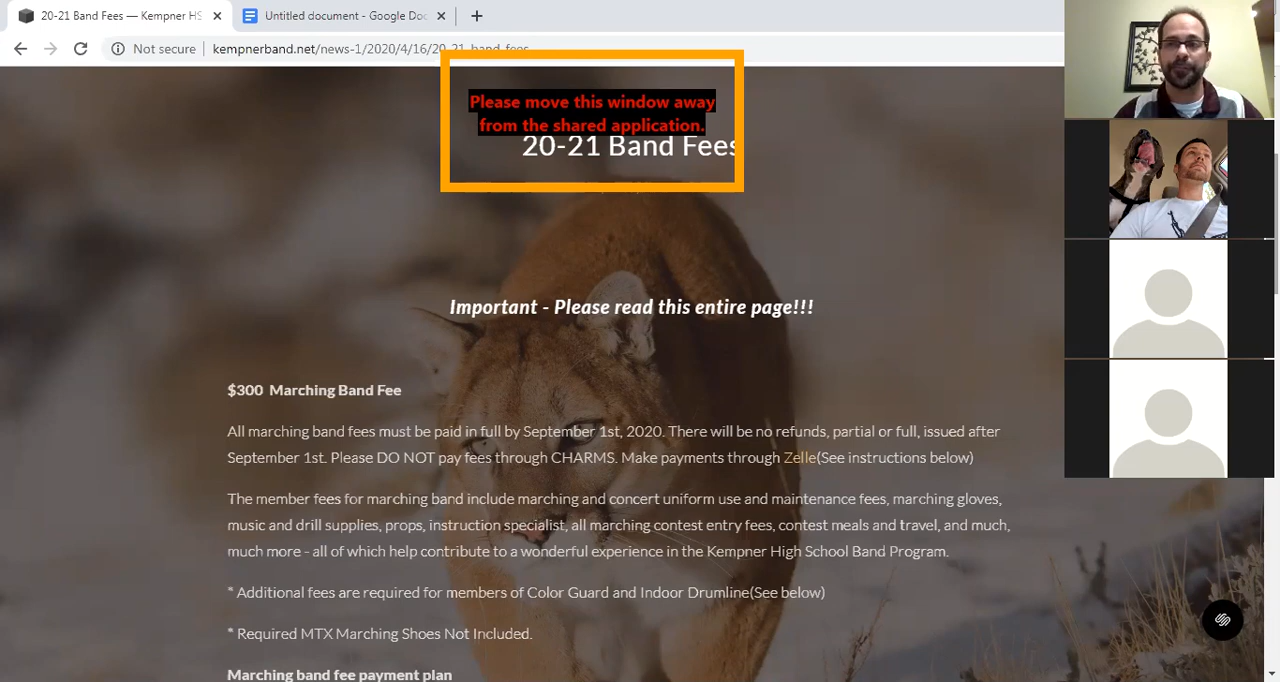 20-21 Band Fees — Kempner HS
Untitled document - Google Doc
Not secure
kempnerband.net/news-1/2020/4/16/20_21_band_fees
Please move this window away
from the shared application.
20-21 Band Fees
Important - Please read this entire page!!!
$300 Marching Band Fee
All marching band fees must be paid in full by September 1st, 2020. There will be no refunds, partial or full, issued after
September 1st. Please DO NOT pay fees through CHARMS. Make payments through Zelle(See instructions below)
The member fees for marching band include marching and concert uniform use and maintenance fees, marching gloves,
music and drill supplies, props, instruction specialist, all marching contest entry fees, contest meals and travel, and much,
much more - all of which help contribute to a wonderful experience in the Kempner High School Band Program.
* Additional fees are required for members of Color Guard and Indoor Drumline(See below)
* Required MTX Marching Shoes Not Included.
Marching band fee payment plan